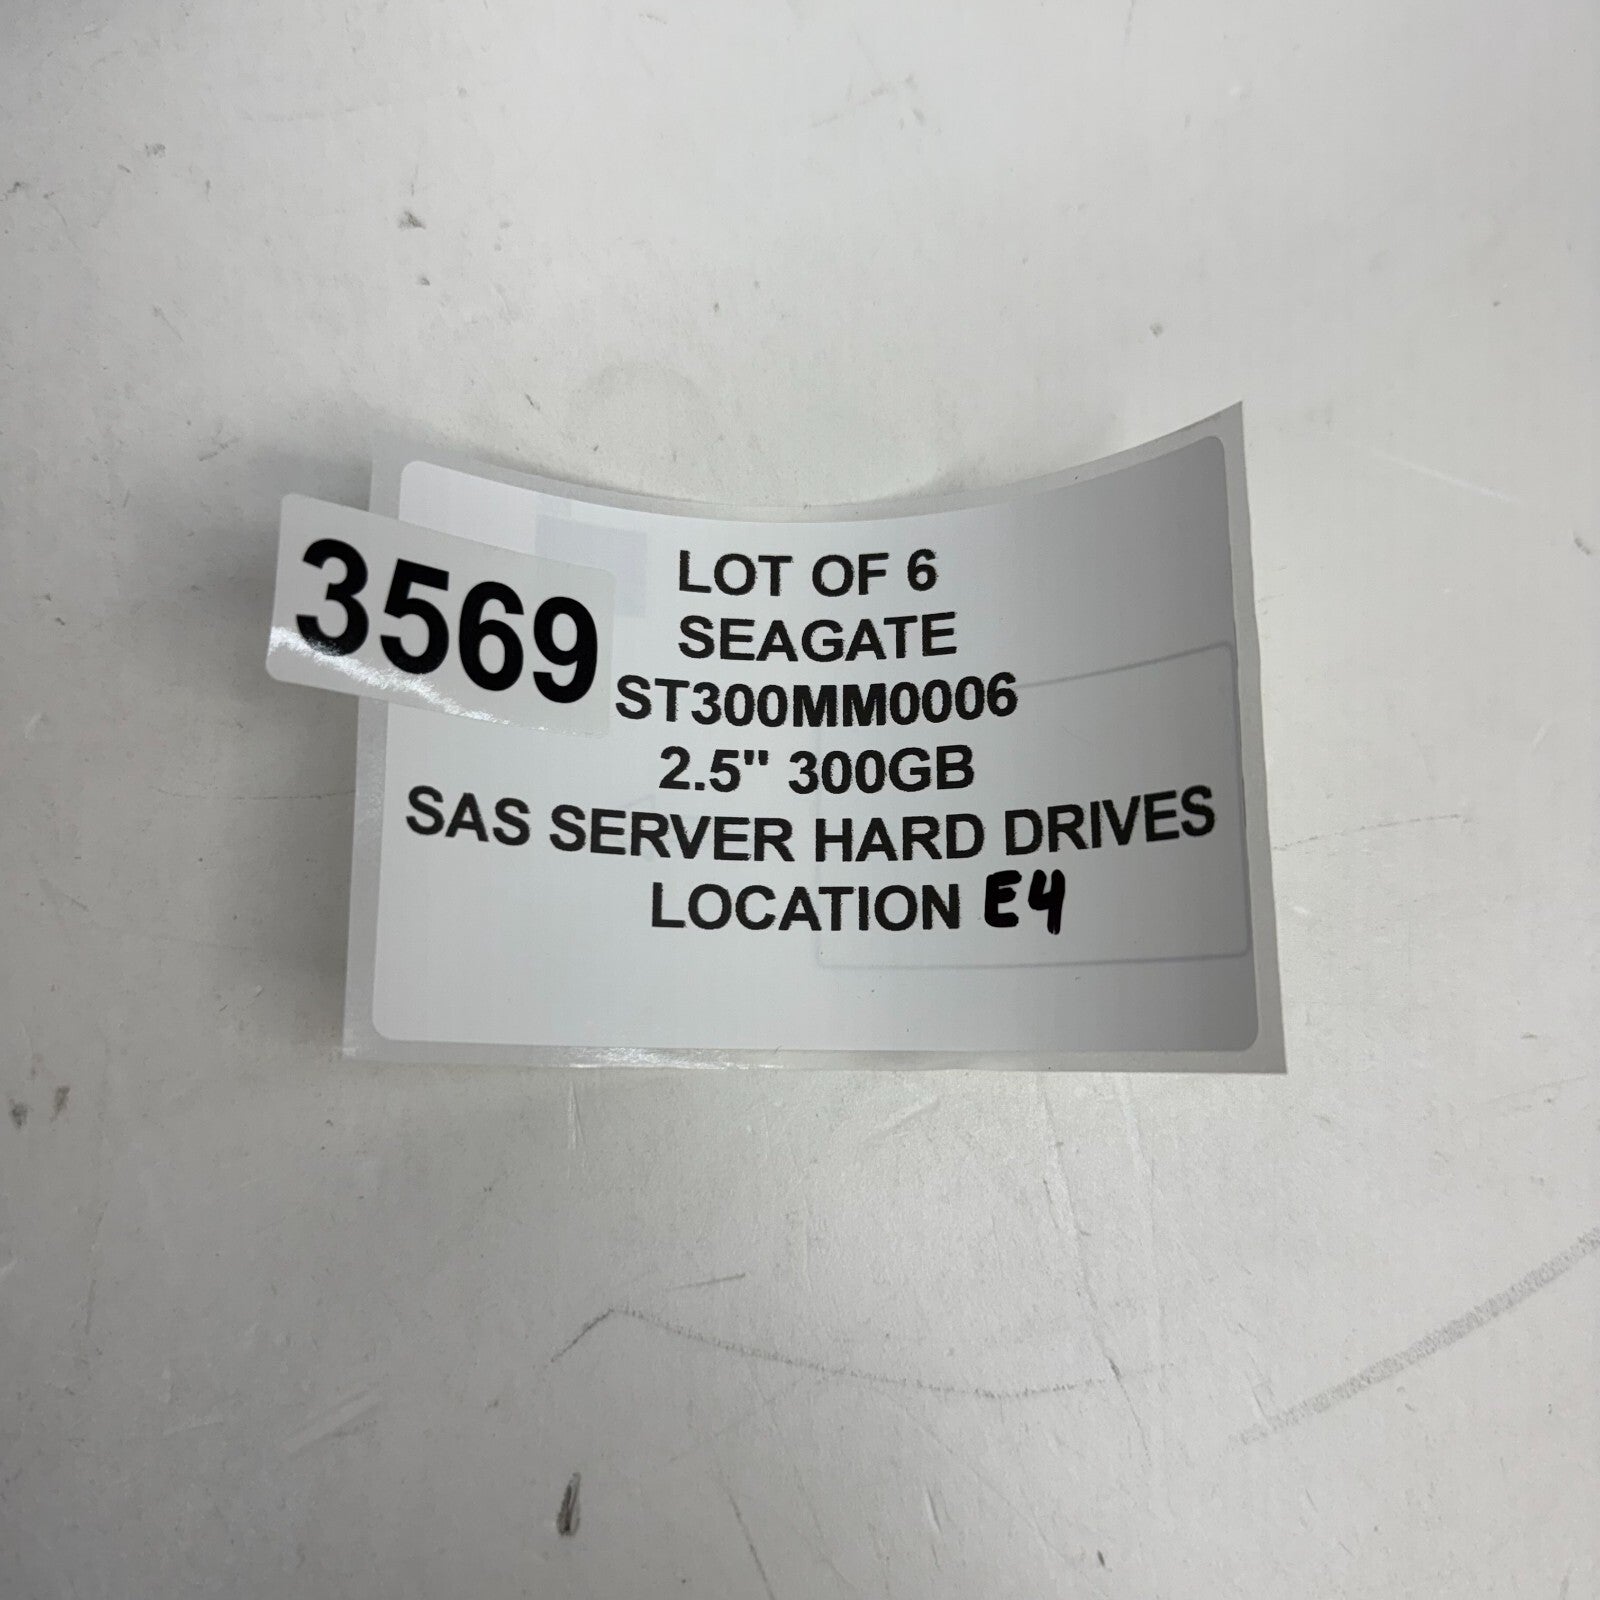 3569
LOT OF 6
SEAGATE
ST300MM0006
2.5" 300GB
SAS SERVER HARD DRIVES
LOCATION E4